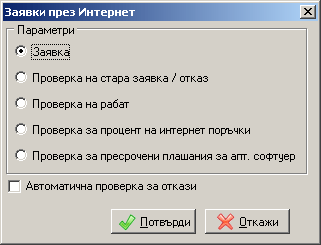 Заявки през Интернет
Параметри
Заявка
Проверка на стара заявка / отказ
Проверка на рабат
Проверка за процент на интернет поръчки
Проверка за пресрочени плашания за апт. софтуер
Автоматична проверка за откази
Потвърди
Откажи